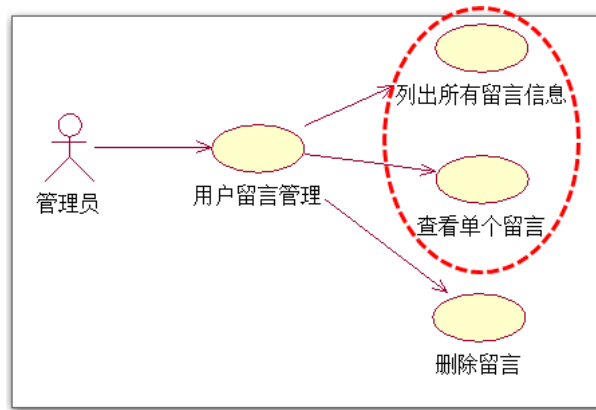 列出所有留言信息
管理员
用户留言管理
查看单个留言
删除留言